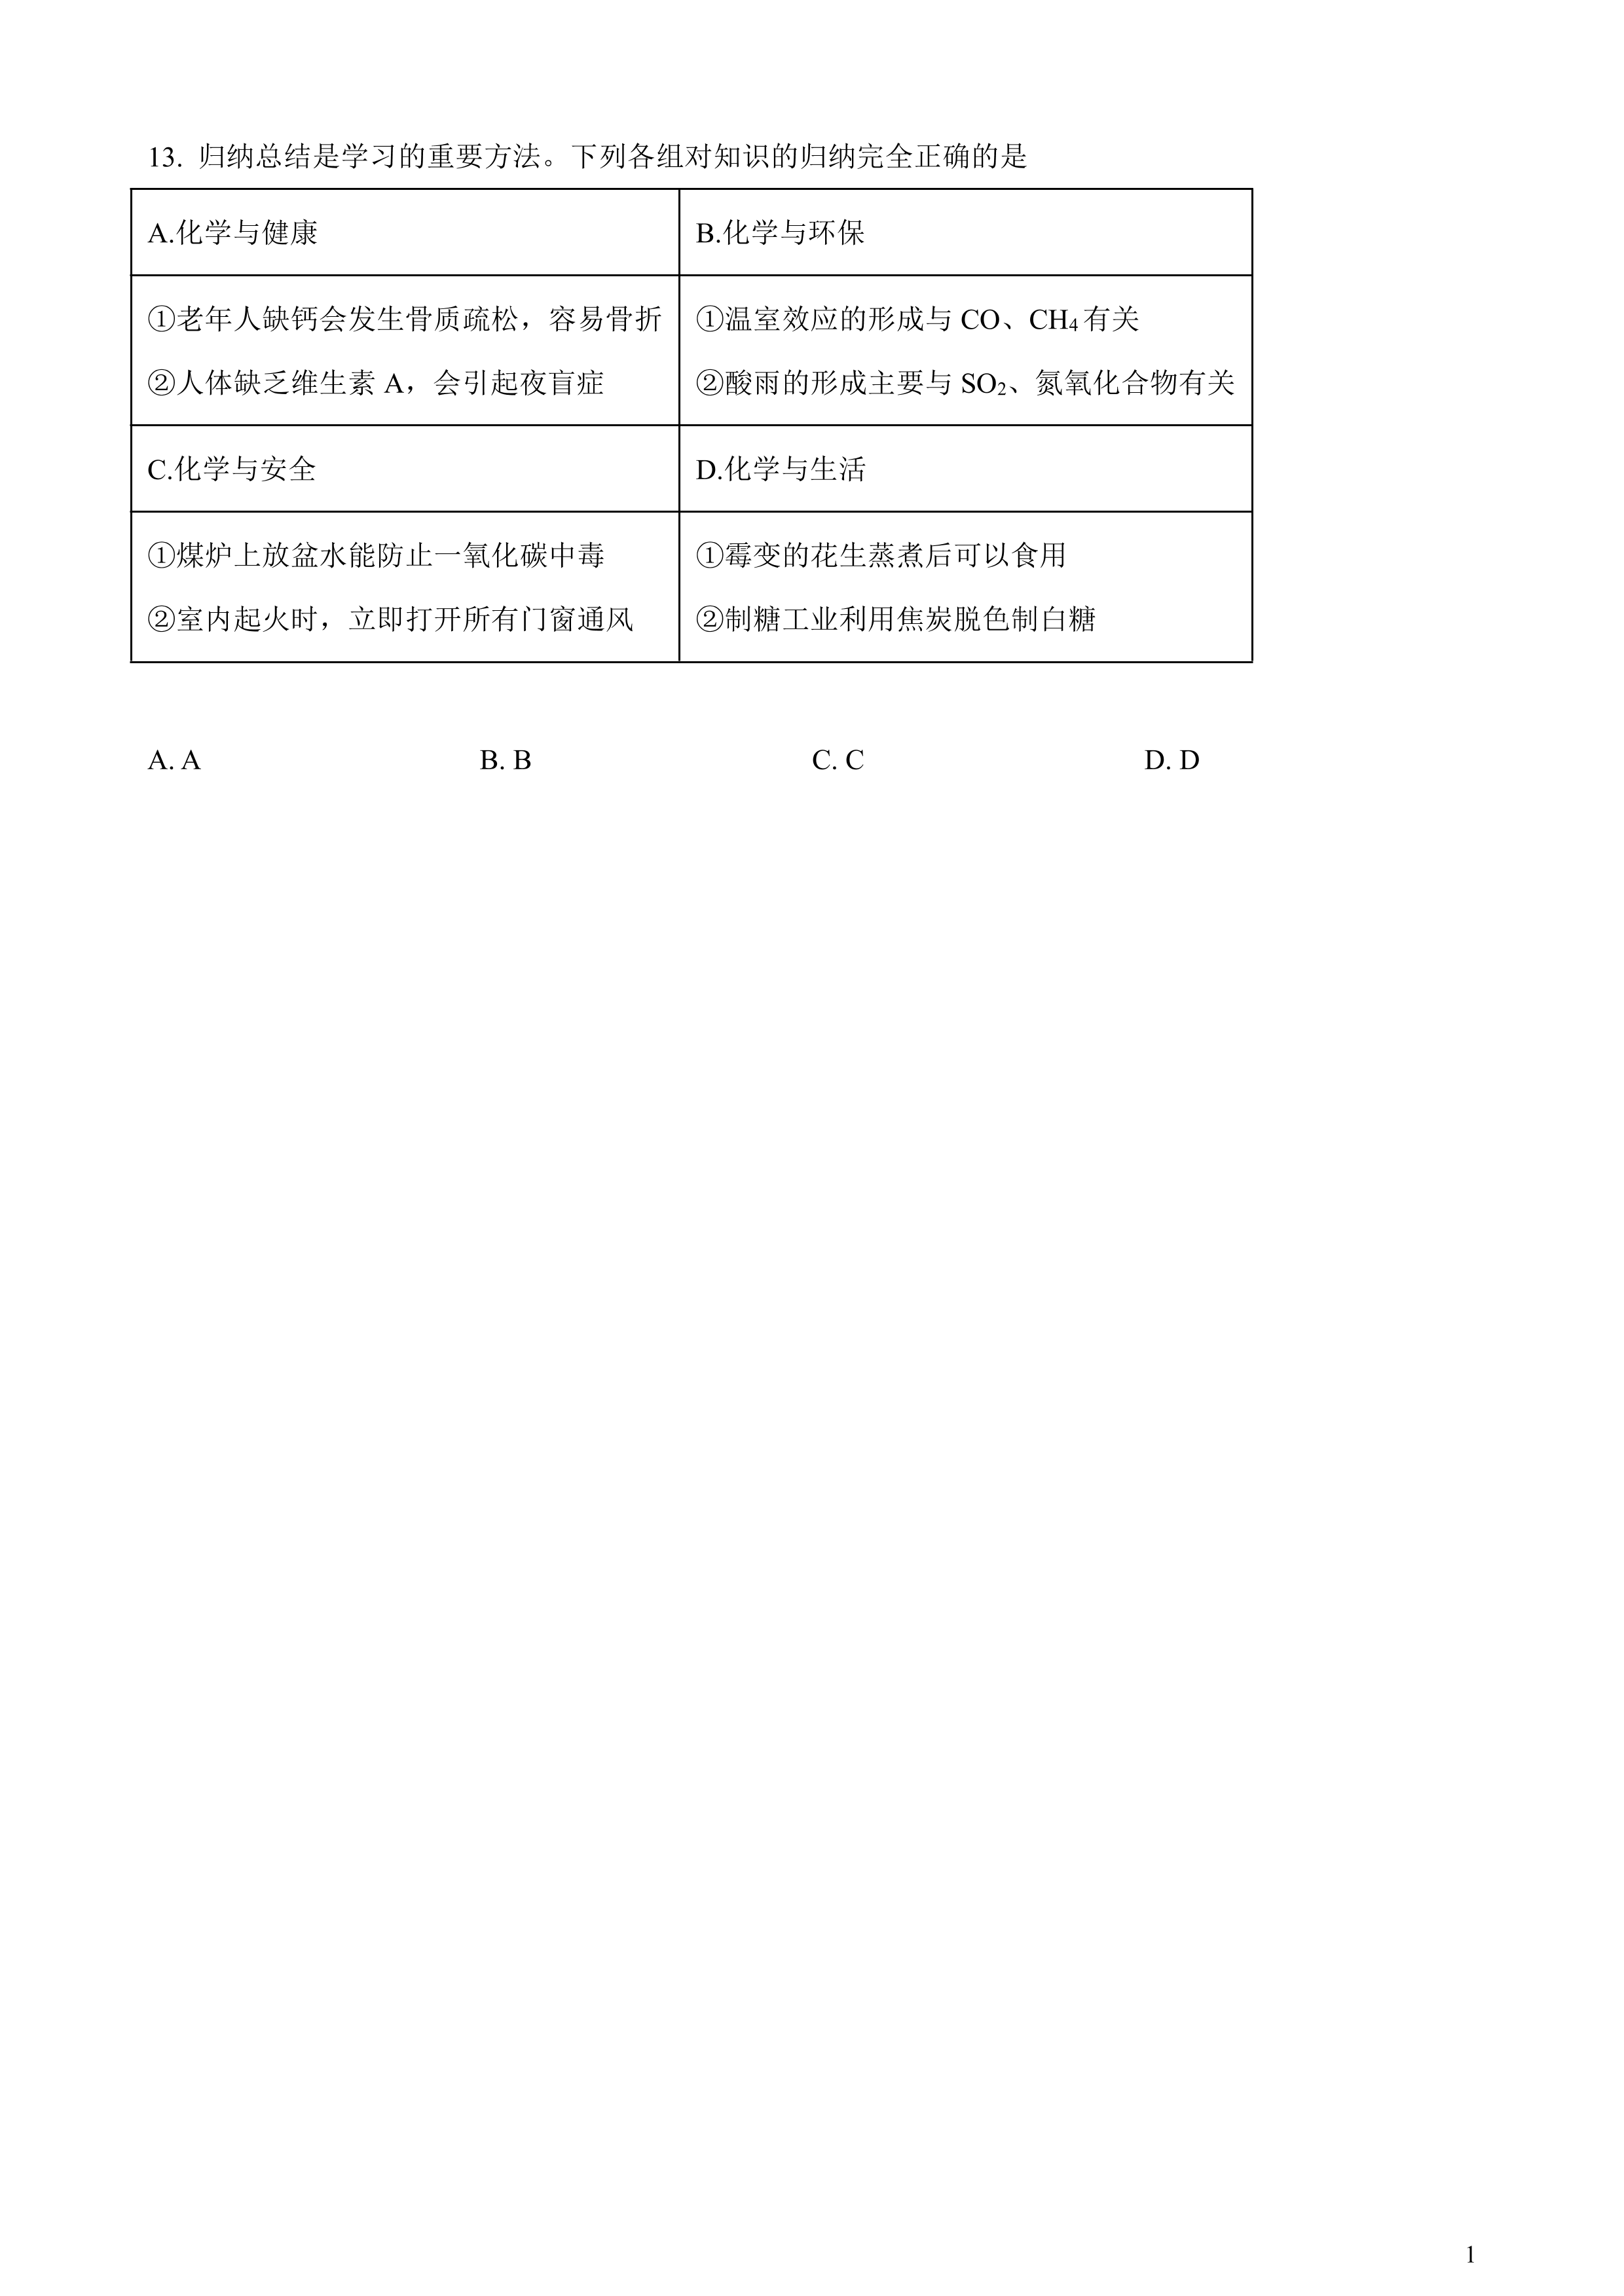 13. 归纳总结是学习的重要方法。下列各组对知识的归纳完全正确的是
A.化学与健康
B.化学与环保
①老年人缺钙会发生骨质疏松，容易骨折
②人体缺乏维生素 A，会引起夜盲症
①温室效应的形成与 CO、CH₄有关
②酸雨的形成主要与 SO₂、氮氧化合物有关
C.化学与安全
D.化学与生活
①煤炉上放盆水能防止一氧化碳中毒
②室内起火时，立即打开所有门窗通风
①霉变的花生蒸煮后可以食用
②制糖工业利用焦炭脱色制白糖
A. A B. B C. C D. D
1